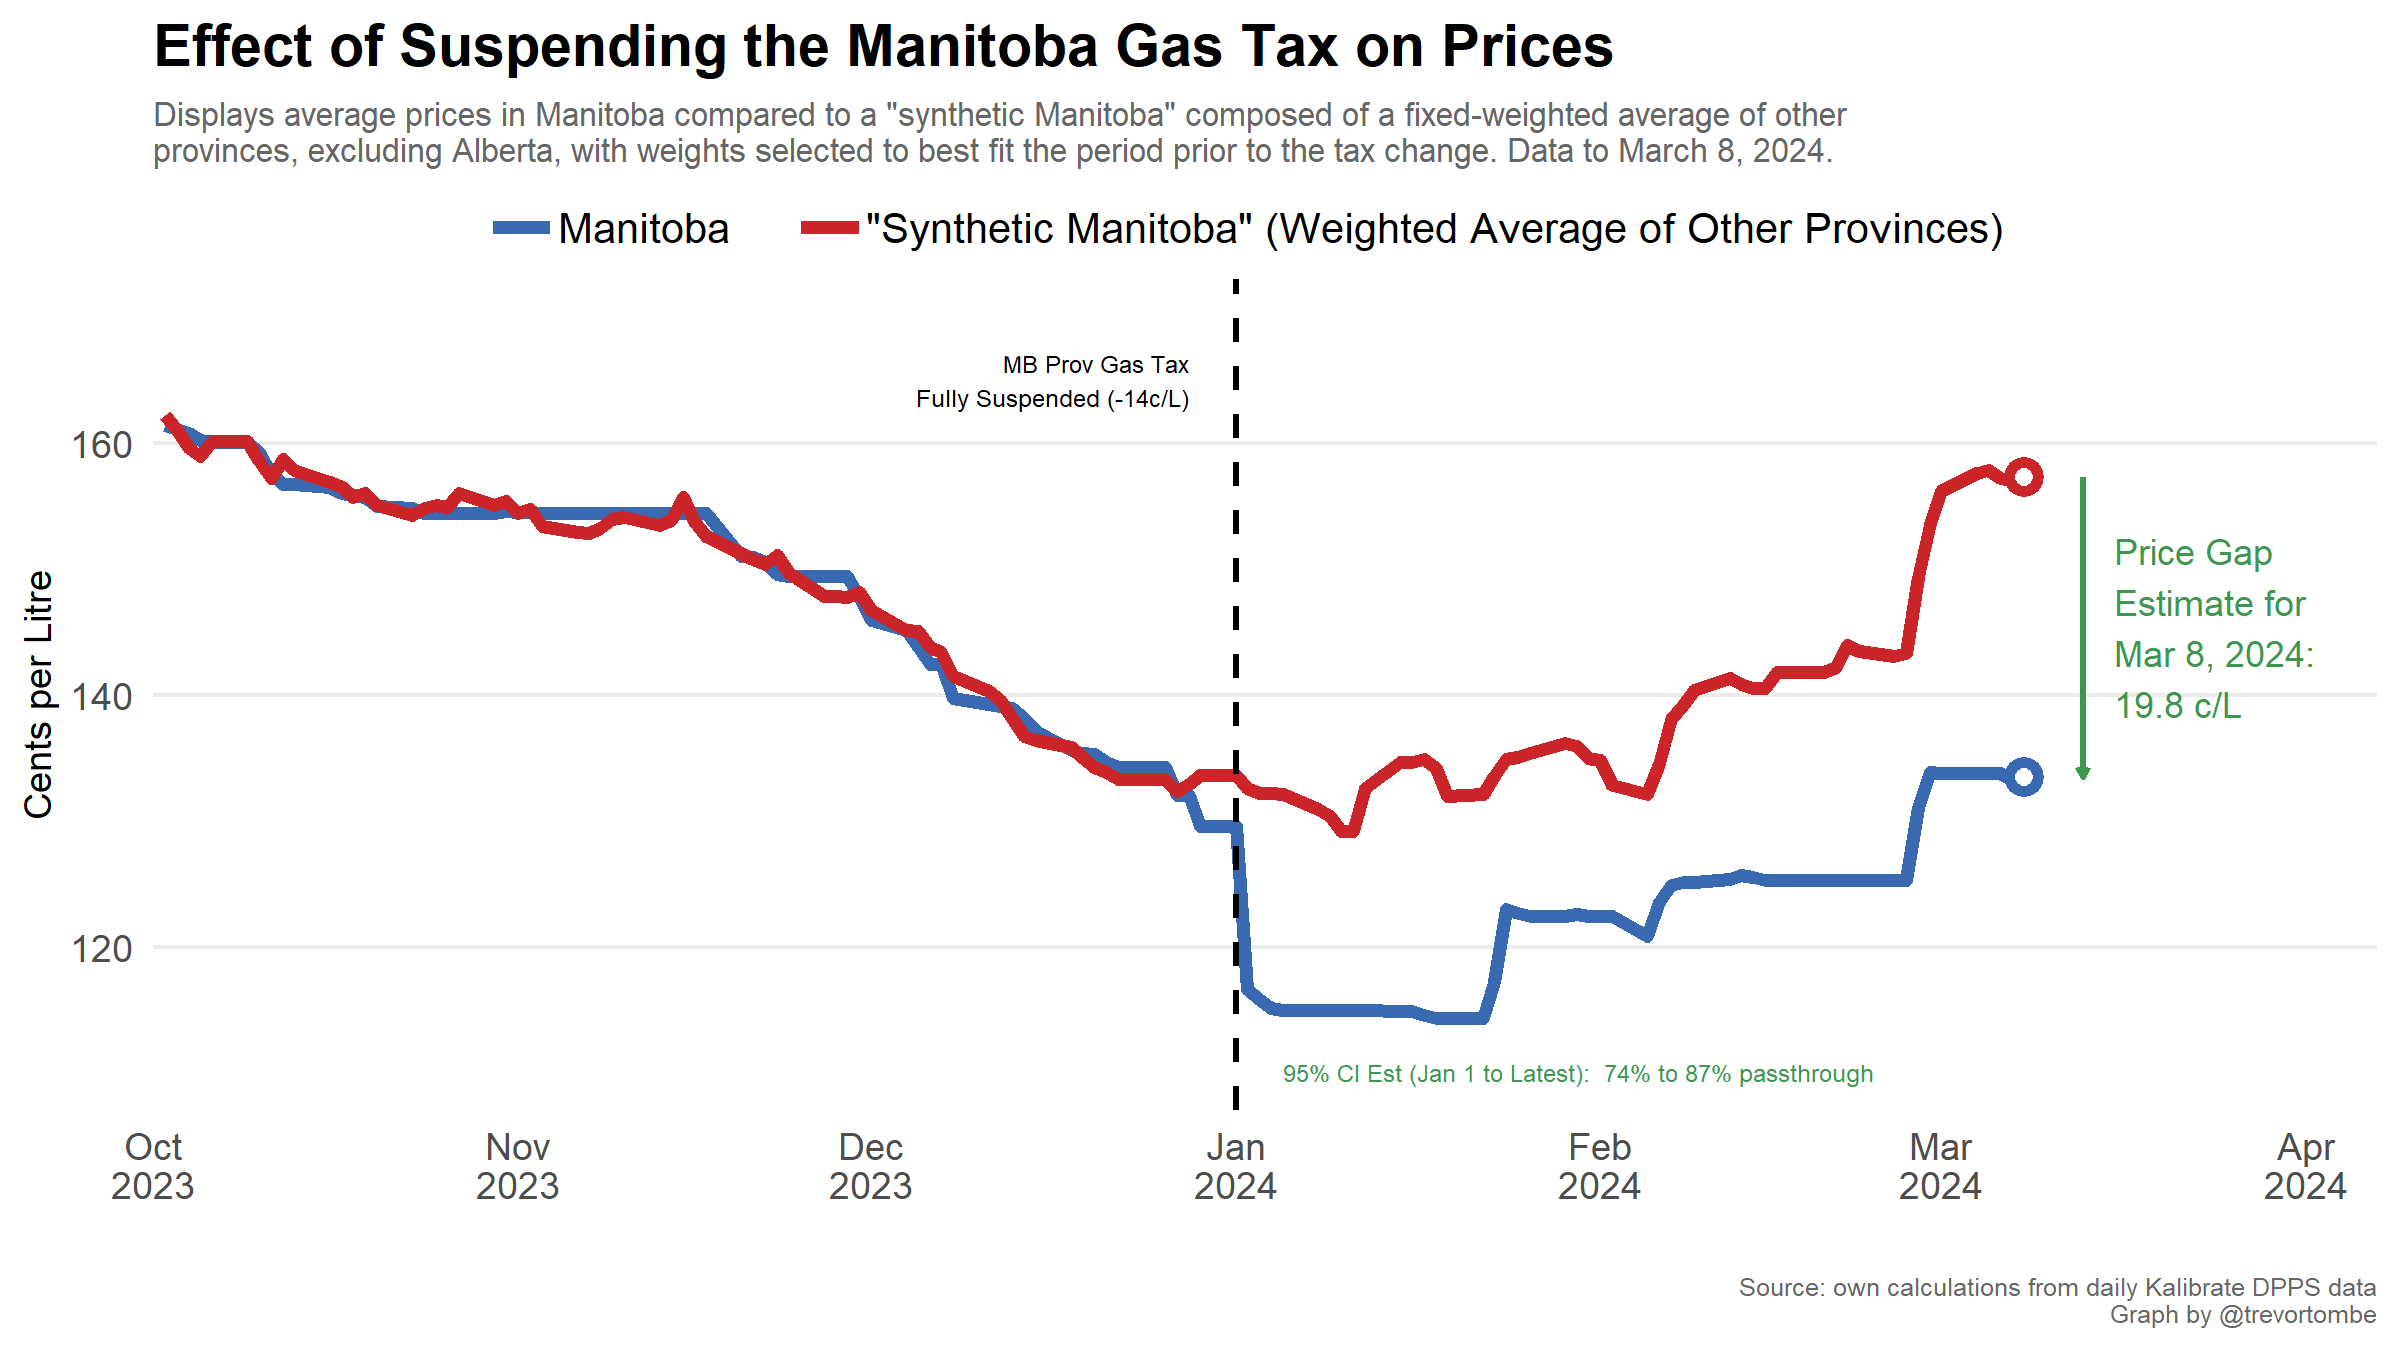 Effect of Suspending the Manitoba Gas Tax on Prices
Displays average prices in Manitoba compared to a "synthetic Manitoba" composed of a fixed-weighted average of other
provinces, excluding Alberta, with weights selected to best fit the period prior to the tax change. Data to March 8, 2024.
Manitoba
"Synthetic Manitoba" (Weighted Average of Other Provinces)
MB Prov Gas Tax
Fully Suspended (-14c/L)
160
140
120
Cents per Litre
Price Gap
Estimate for
Mar 8, 2024:
19.8 c/L
95% CI Est (Jan 1 to Latest):  74% to 87% passthrough
Oct
2023
Nov
2023
Dec
2023
Jan
2024
Feb
2024
Mar
2024
Apr
2024
Source: own calculations from daily Kalibrate DPPS data
Graph by @trevortombe